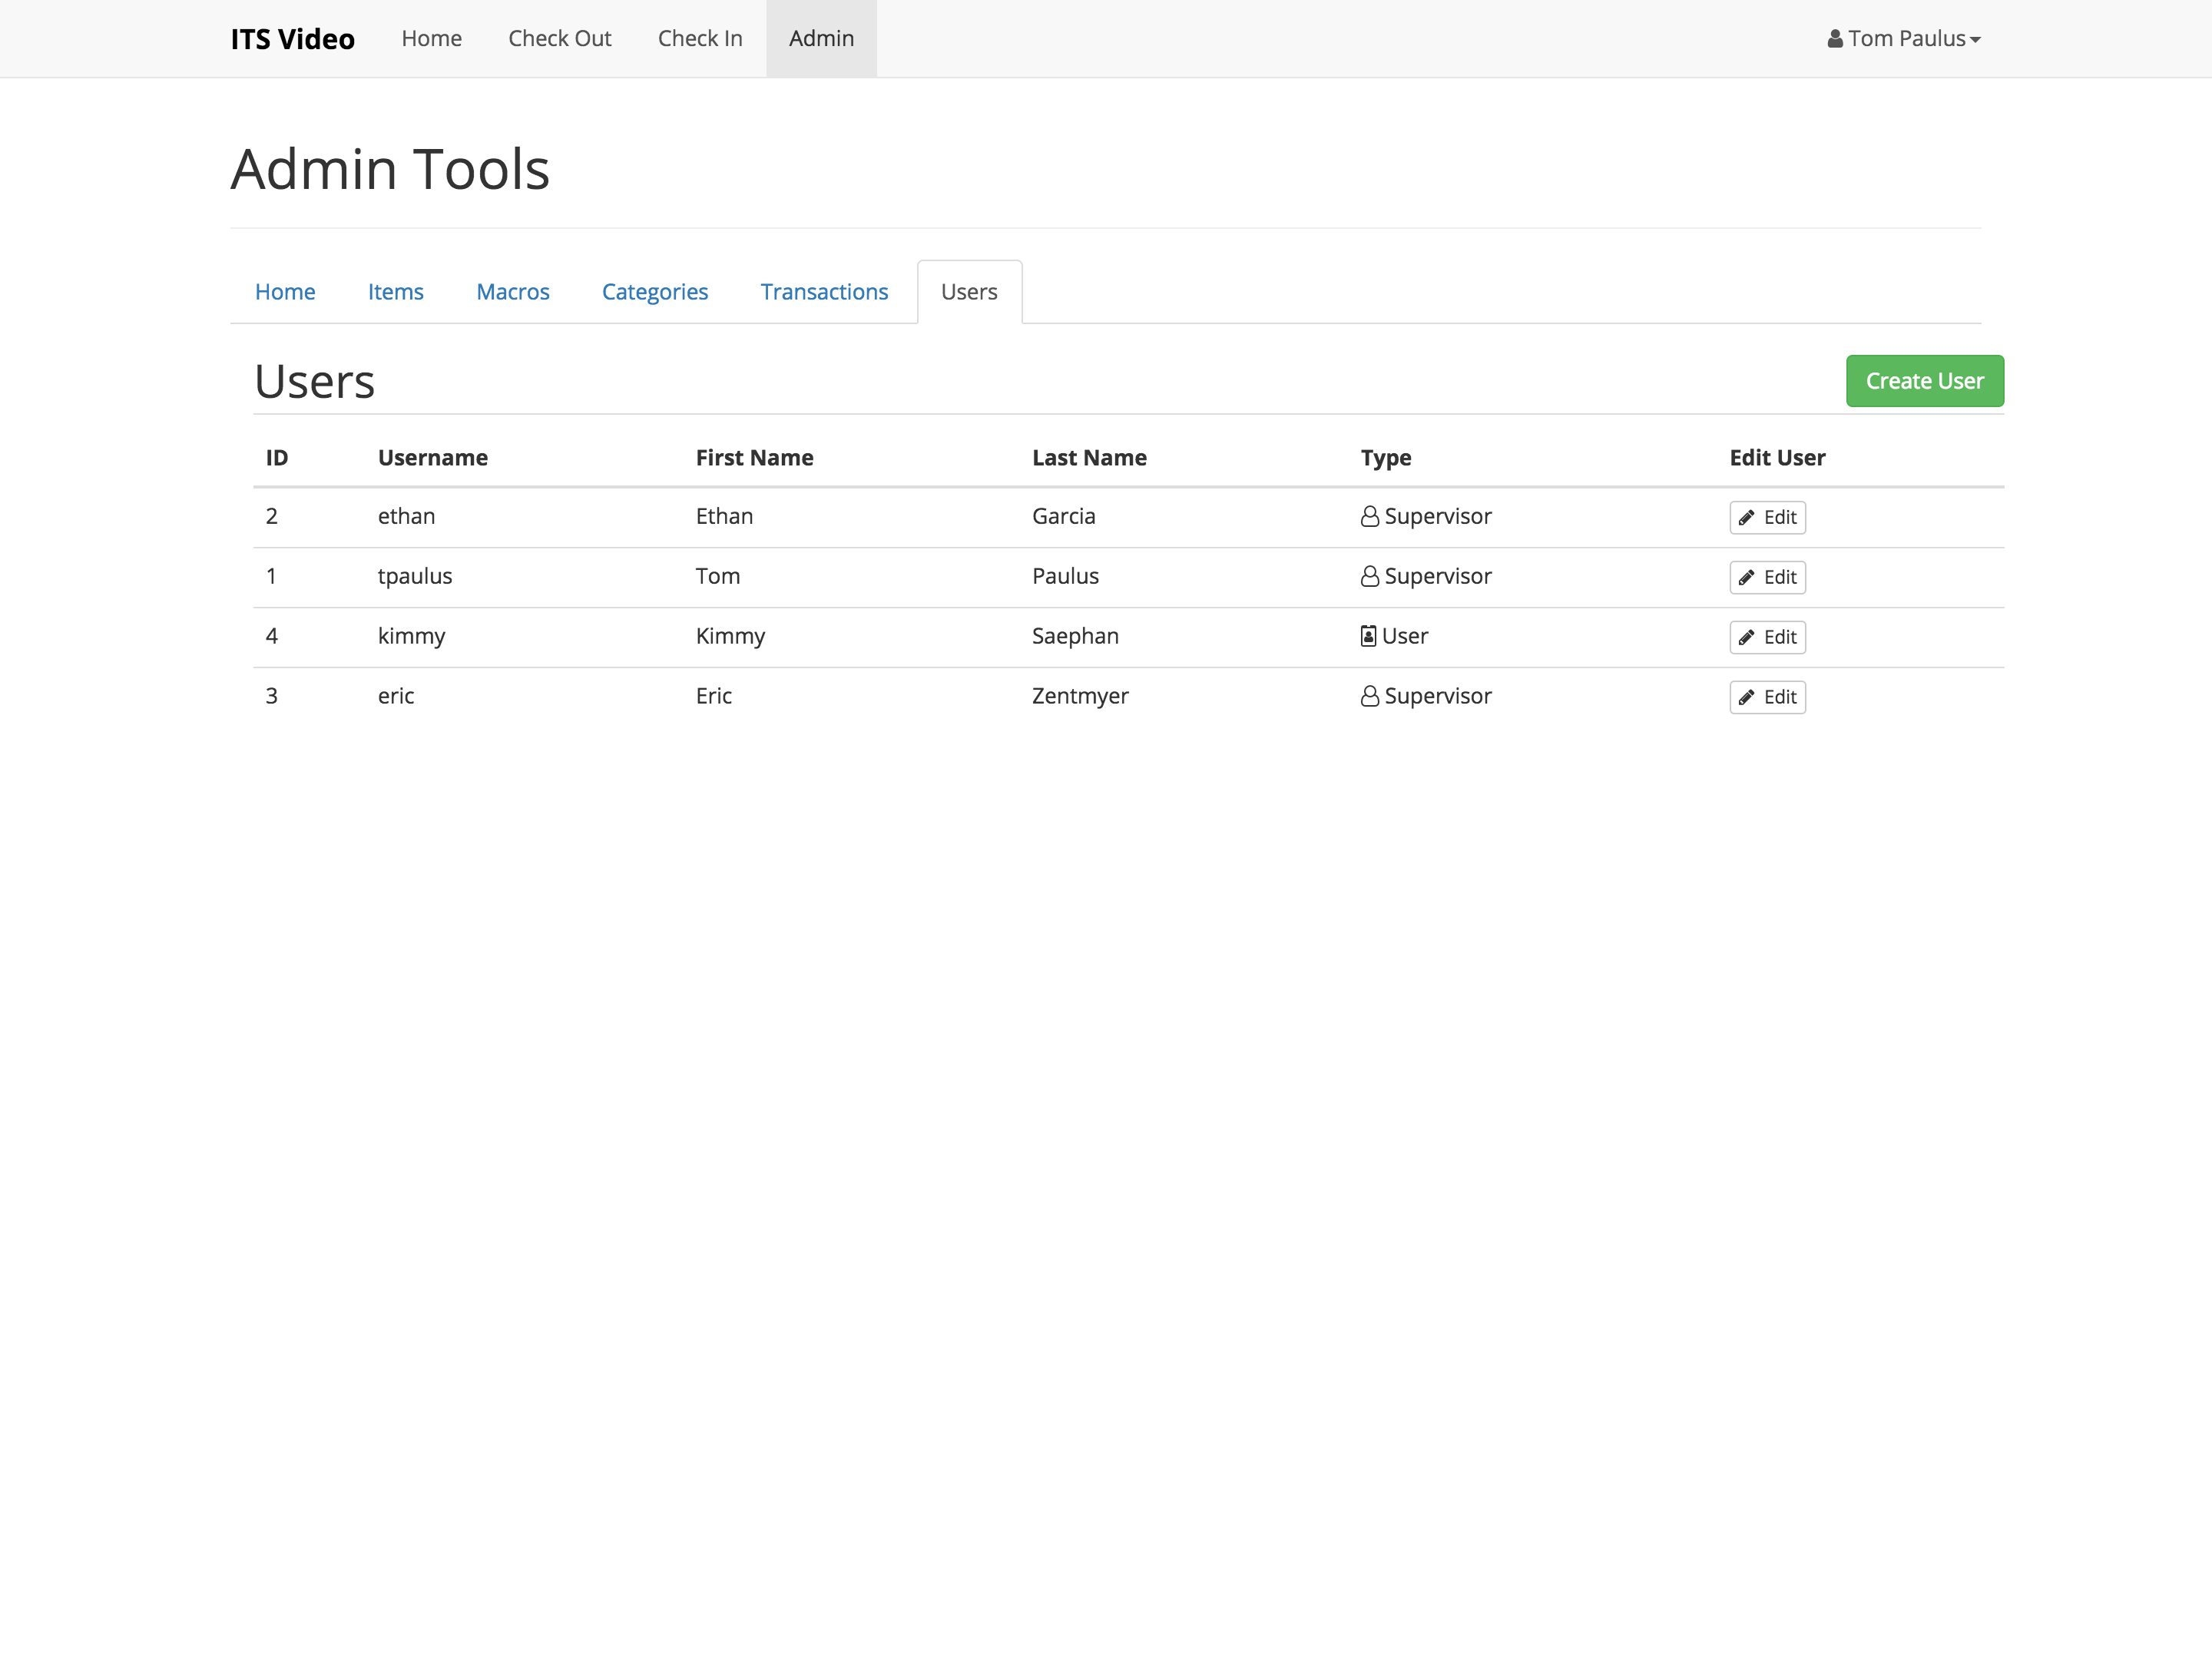 ITS Video Home Check Out Check In Admin Tom Paulus
Admin Tools
Home Items Macros Categories Transactions Users
Users Create User
ID Username First Name Last Name Type Edit User
2 ethan Ethan Garcia Supervisor Edit
1 tpaulus Tom Paulus Supervisor Edit
4 kimmy Kimmy Saephan User Edit
3 eric Eric Zentmyer Supervisor Edit